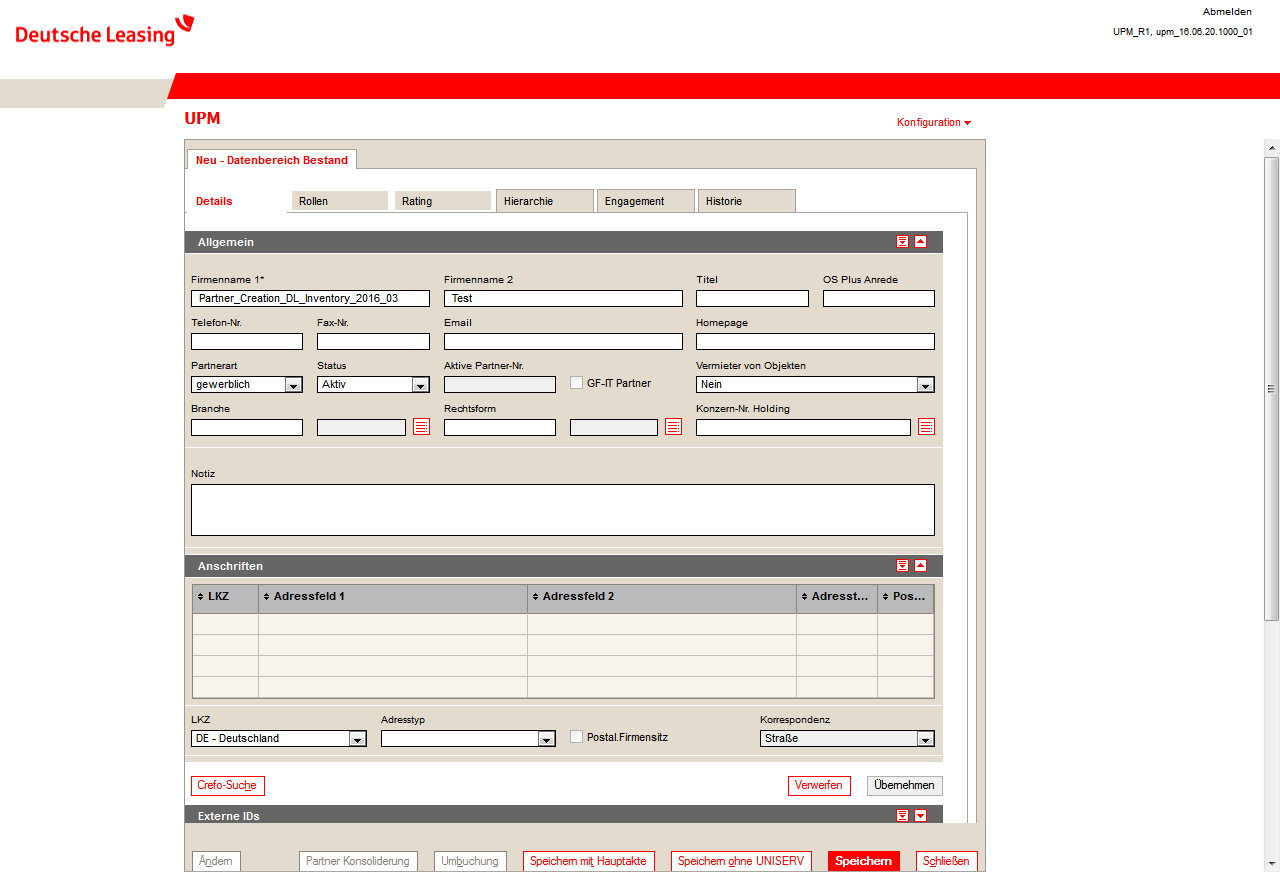 Deutsche Leasing
Abmelden
UPM_R1, upm_16.06.20.1000_01
UPM
Konfiguration
Neu - Datenbereich Bestand
Details Rollen Rating Hierarchie Engagement Historie
Allgemein
Firmenname 1* Firmenname 2 Titel OS Plus Anrede
Partner_Creation_DL_Inventory_2016_03 Test
Telefon-Nr. Fax-Nr. Email Homepage
Partnerart Status Aktive Partner-Nr. Vermieter von Objekten
gewerblich Aktiv GF-IT Partner Nein
Branche Rechtsform Konzern-Nr. Holding
Notiz
Anschriften
LKZ Adressfeld 1 Adressfeld 2 Adresst... Pos...
LKZ Adresstyp Korrespondenz
DE - Deutschland Postal.Firmensitz Straße
Crefo-Suche Verwerfen Übernehmen
Externe IDs
Ändern Partner Konsolidierung Umbuchung Speichern mit Hauptakte Speichern ohne UNISERV Speichern Schließen